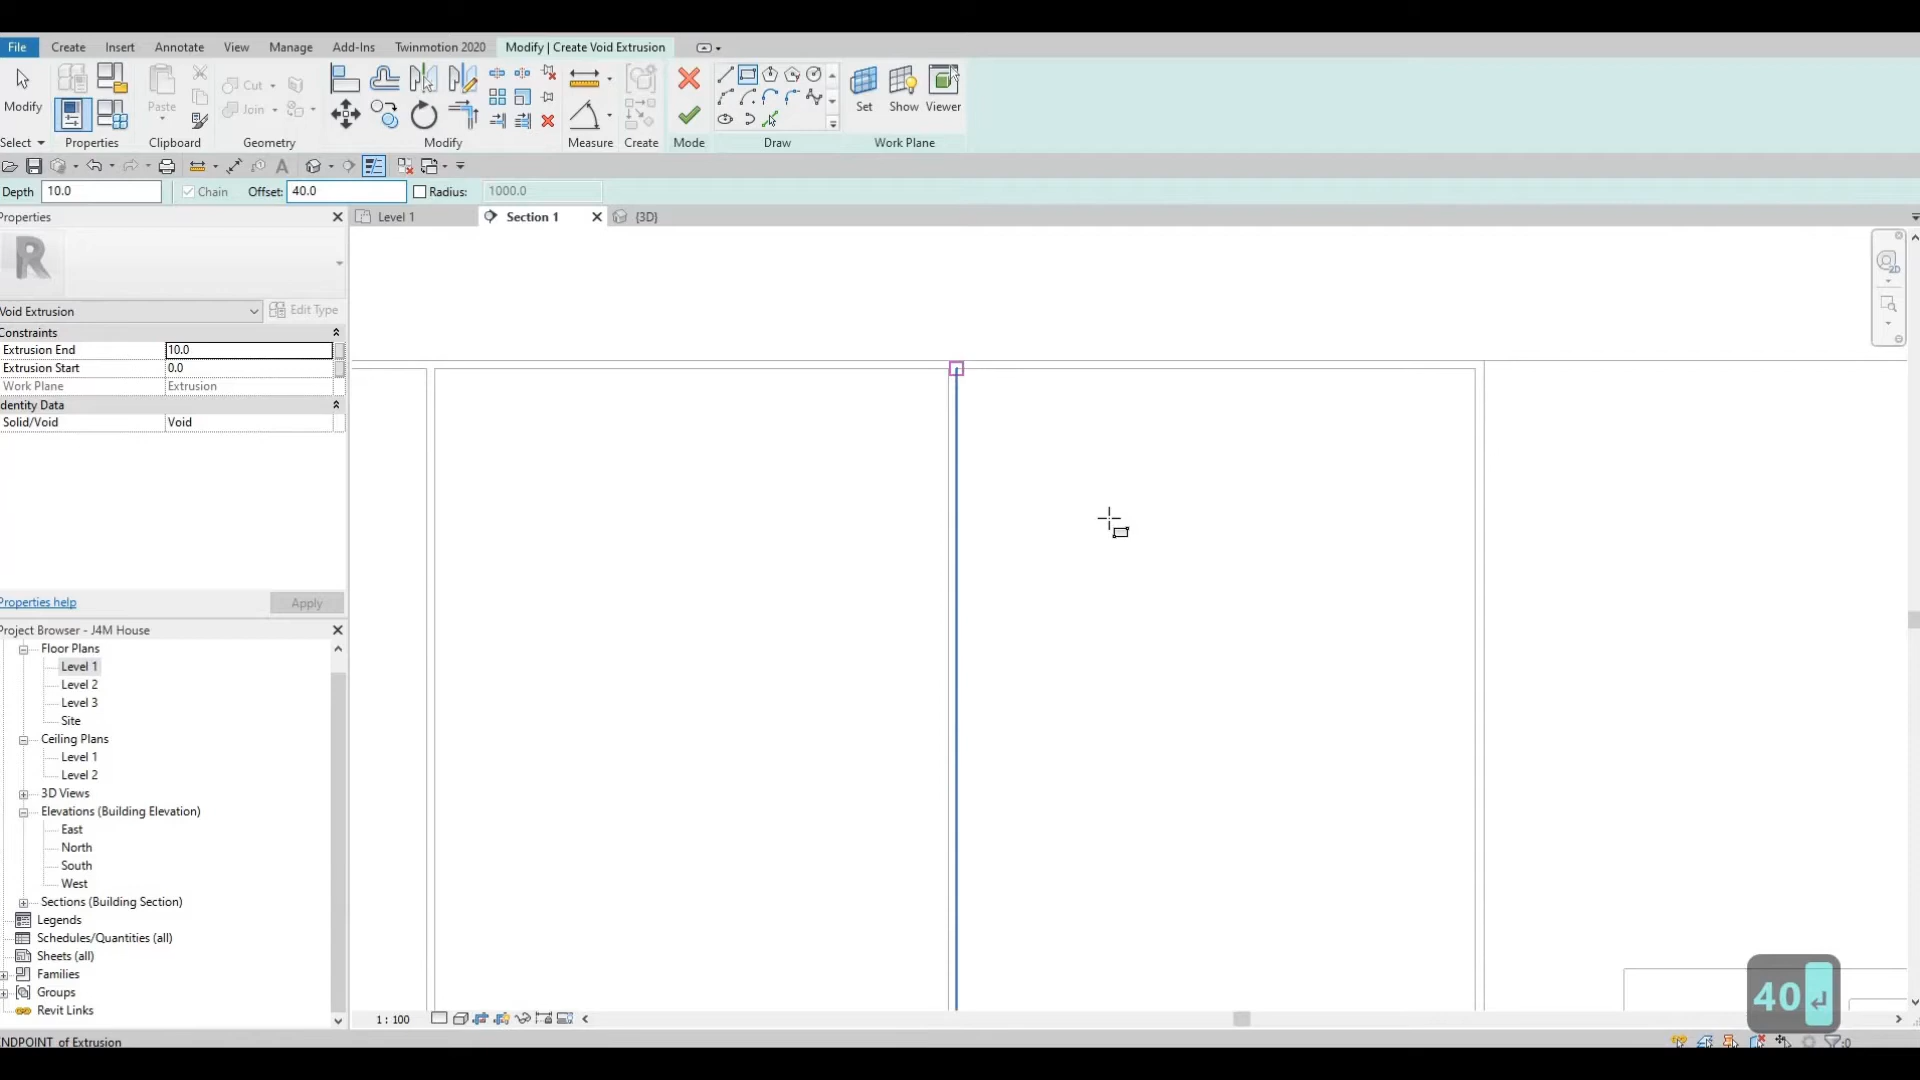 File Create Insert Annotate View Manage Add-Ins Twinmotion 2020 Modify | Create Void Extrusion
Modify Paste Cut Join Set Show Viewer
Select Properties Clipboard Geometry Modify Measure Create Mode Draw Work Plane
Depth 10.0 Chain Offset: 40.0 Radius: 1000.0
Properties
Level 1 Section 1 {3D}
R
2D
Void Extrusion Edit Type
Constraints
Extrusion End 10.0
Extrusion Start 0.0
Work Plane Extrusion
dentity Data
Solid/Void Void
Properties help Apply
Project Browser - J4M House
Floor Plans
Level 1
Level 2
Level 3
Site
Ceiling Plans
Level 1
Level 2
3D Views
Elevations (Building Elevation)
East
North
South
West
Sections (Building Section)
Legends
Schedules/Quantities (all)
Sheets (all)
Families
Groups
Revit Links
1 : 100
40
NDPOINT of Extrusion
:0